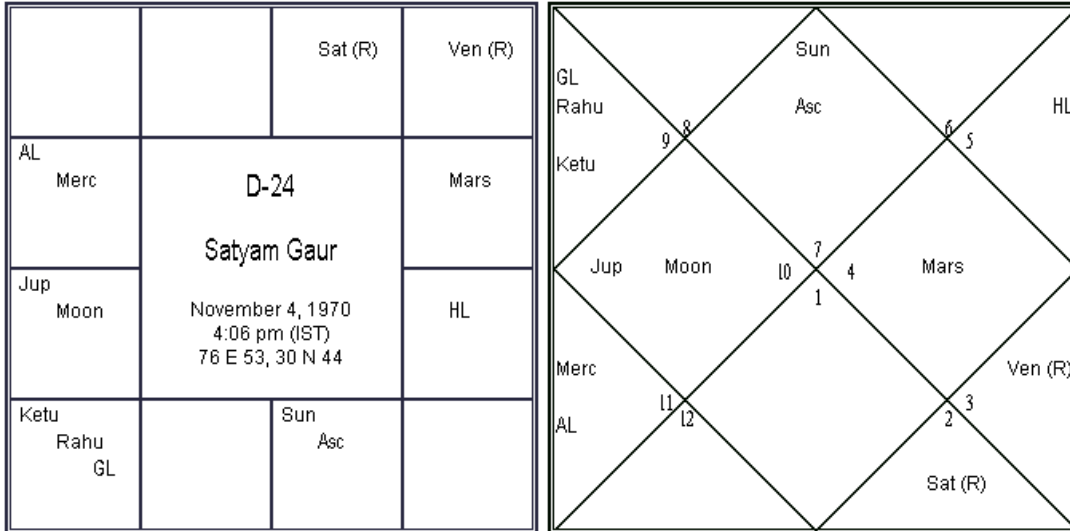 Sat (R)
Ven (R)
AL
Merc
D-24
Satyam Gaur
November 4, 1970
4:06 pm (IST)
76 E 53, 30 N 44
Mars
Jup
Moon
HL
Ketu
Rahu
GL
Sun
Asc
Sun
Asc
GL
Rahu
Ketu
HL
8
9
6
5
7
10
4
1
Jup
Moon
Mars
Merc
AL
11
12
3
2
Ven (R)
Sat (R)